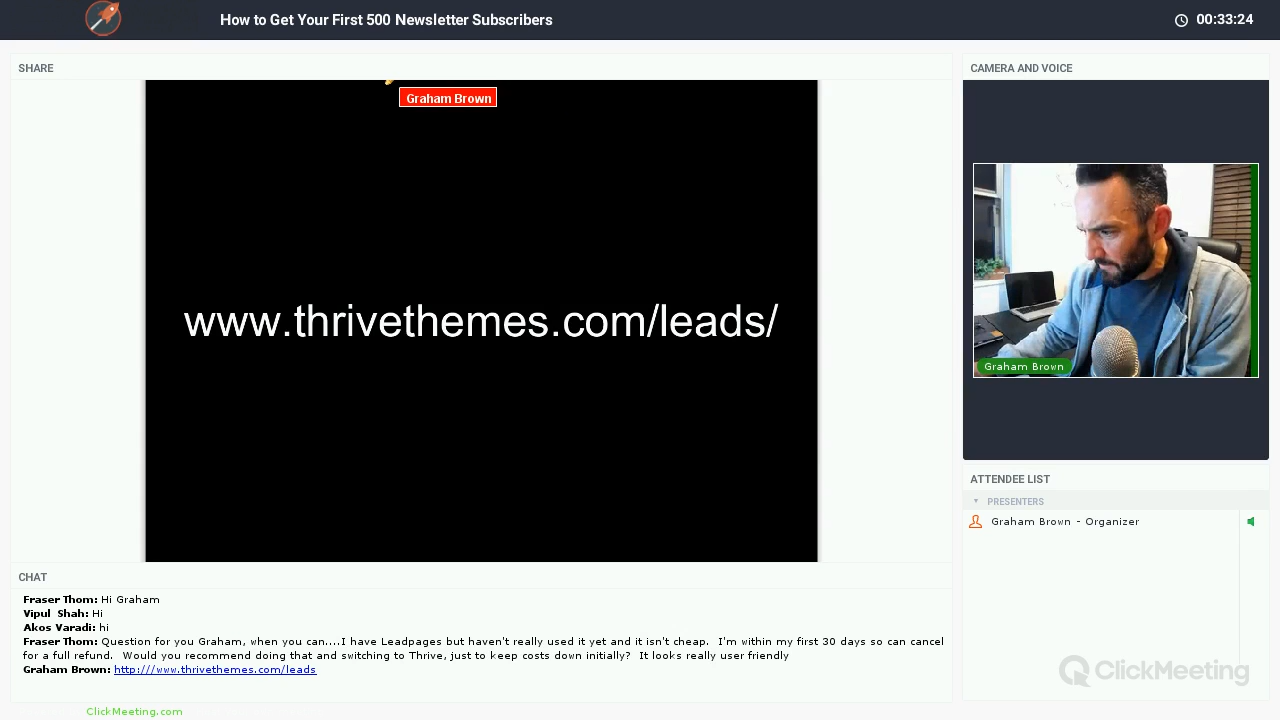 How to Get Your First 500 Newsletter Subscribers
00:33:24
SHARE
Graham Brown
www.thrivethemes.com/leads/
CHAT
Fraser Thom: Hi Graham
Vipul  Shah: Hi
Akos Varadi: hi
Fraser Thom: Question for you Graham, when you can....I have Leadpages but haven't really used it yet and it isn't cheap.  I'm within my first 30 days so can cancel
for a full refund.  Would you recommend doing that and switching to Thrive, just to keep costs down initially?  It looks really user friendly
Graham Brown: http:///www.thrivethemes.com/leads
ClickMeeting.com
CAMERA AND VOICE
Graham Brown
ATTENDEE LIST
PRESENTERS
Graham Brown - Organizer
ClickMeeting